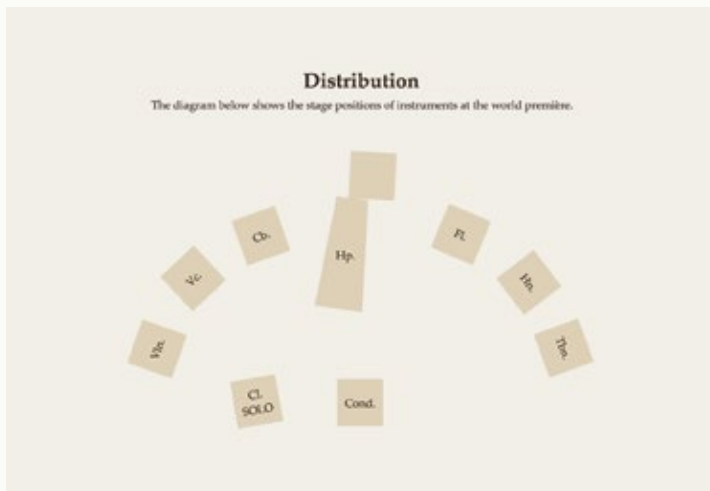 Distribution
The diagram below shows the stage positions of instruments at the world première.
Cb.
Fl.
Hp.
Vc.
Hn.
Vln.
Tbn.
Cl.
SOLO
Cond.